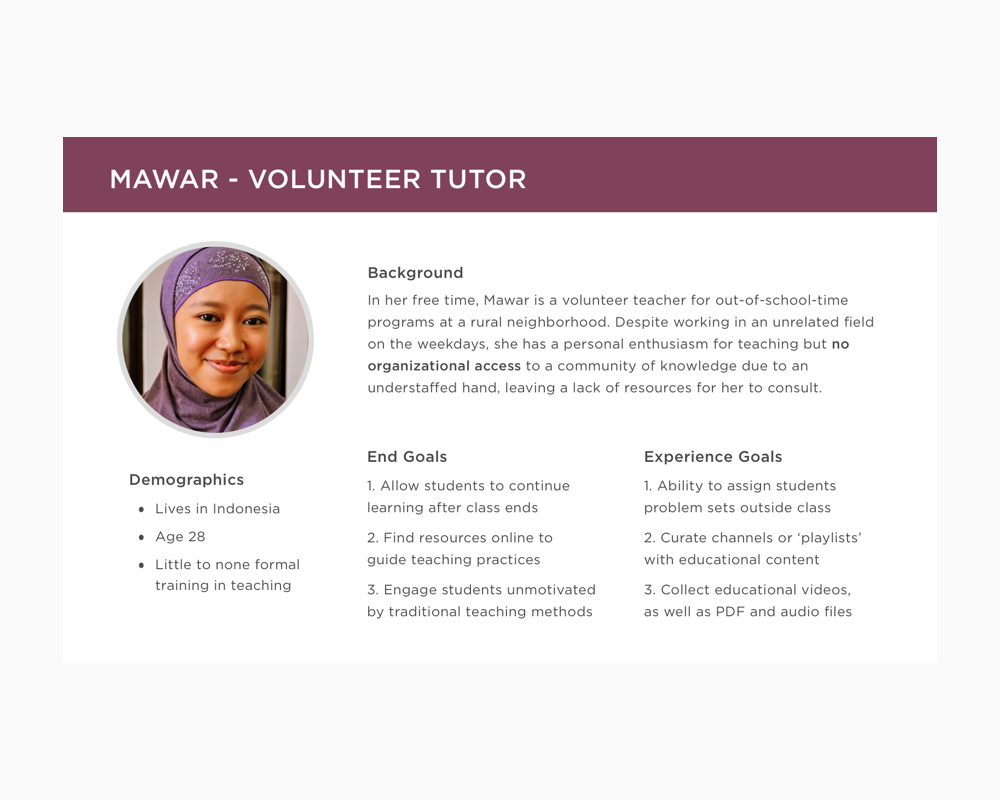 MAWAR - VOLUNTEER TUTOR
Background
In her free time, Mawar is a volunteer teacher for out-of-school-time
programs at a rural neighborhood. Despite working in an unrelated field
on the weekdays, she has a personal enthusiasm for teaching but no
organizational access to a community of knowledge due to an
understaffed hand, leaving a lack of resources for her to consult.
Demographics
• Lives in Indonesia
• Age 28
• Little to none formal
training in teaching
End Goals
1. Allow students to continue
learning after class ends
2. Find resources online to
guide teaching practices
3. Engage students unmotivated
by traditional teaching methods
Experience Goals
1. Ability to assign students
problem sets outside class
2. Curate channels or ‘playlists’
with educational content
3. Collect educational videos,
as well as PDF and audio files